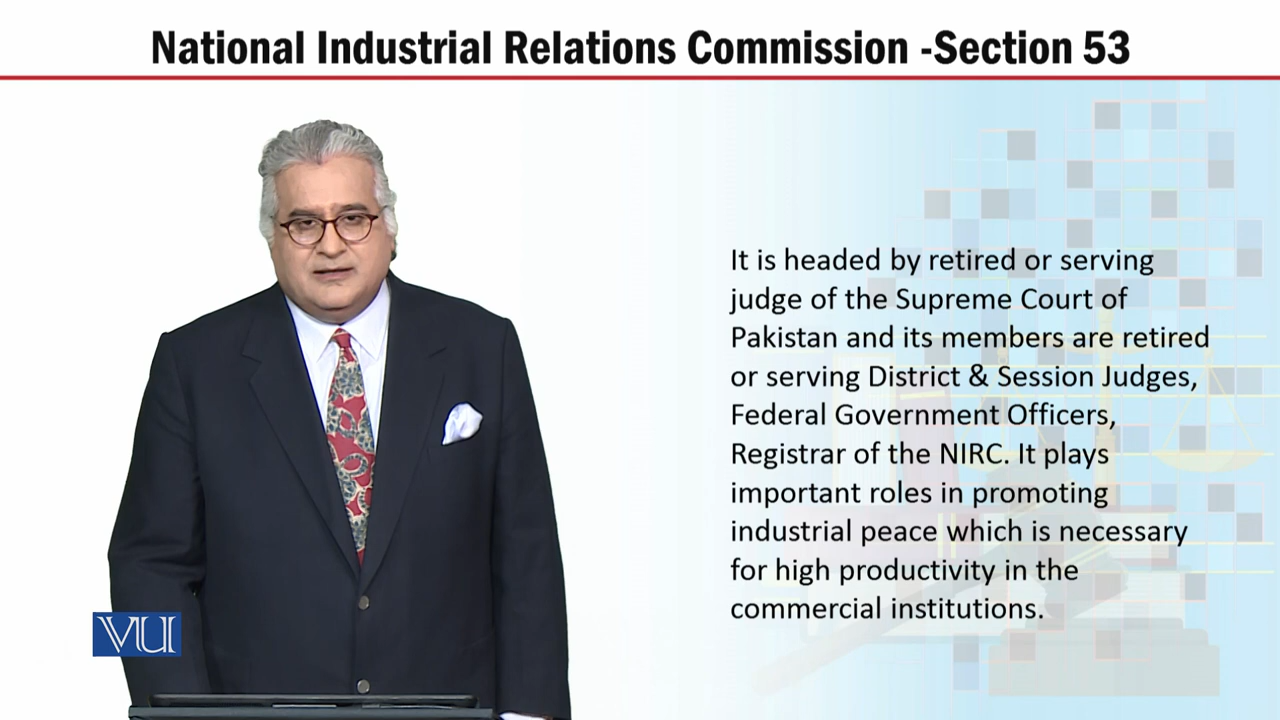 National Industrial Relations Commission -Section 53
It is headed by retired or serving
judge of the Supreme Court of
Pakistan and its members are retired
or serving District & Session Judges,
Federal Government Officers,
Registrar of the NIRC. It plays
important roles in promoting
industrial peace which is necessary
for high productivity in the
commercial institutions.
VU